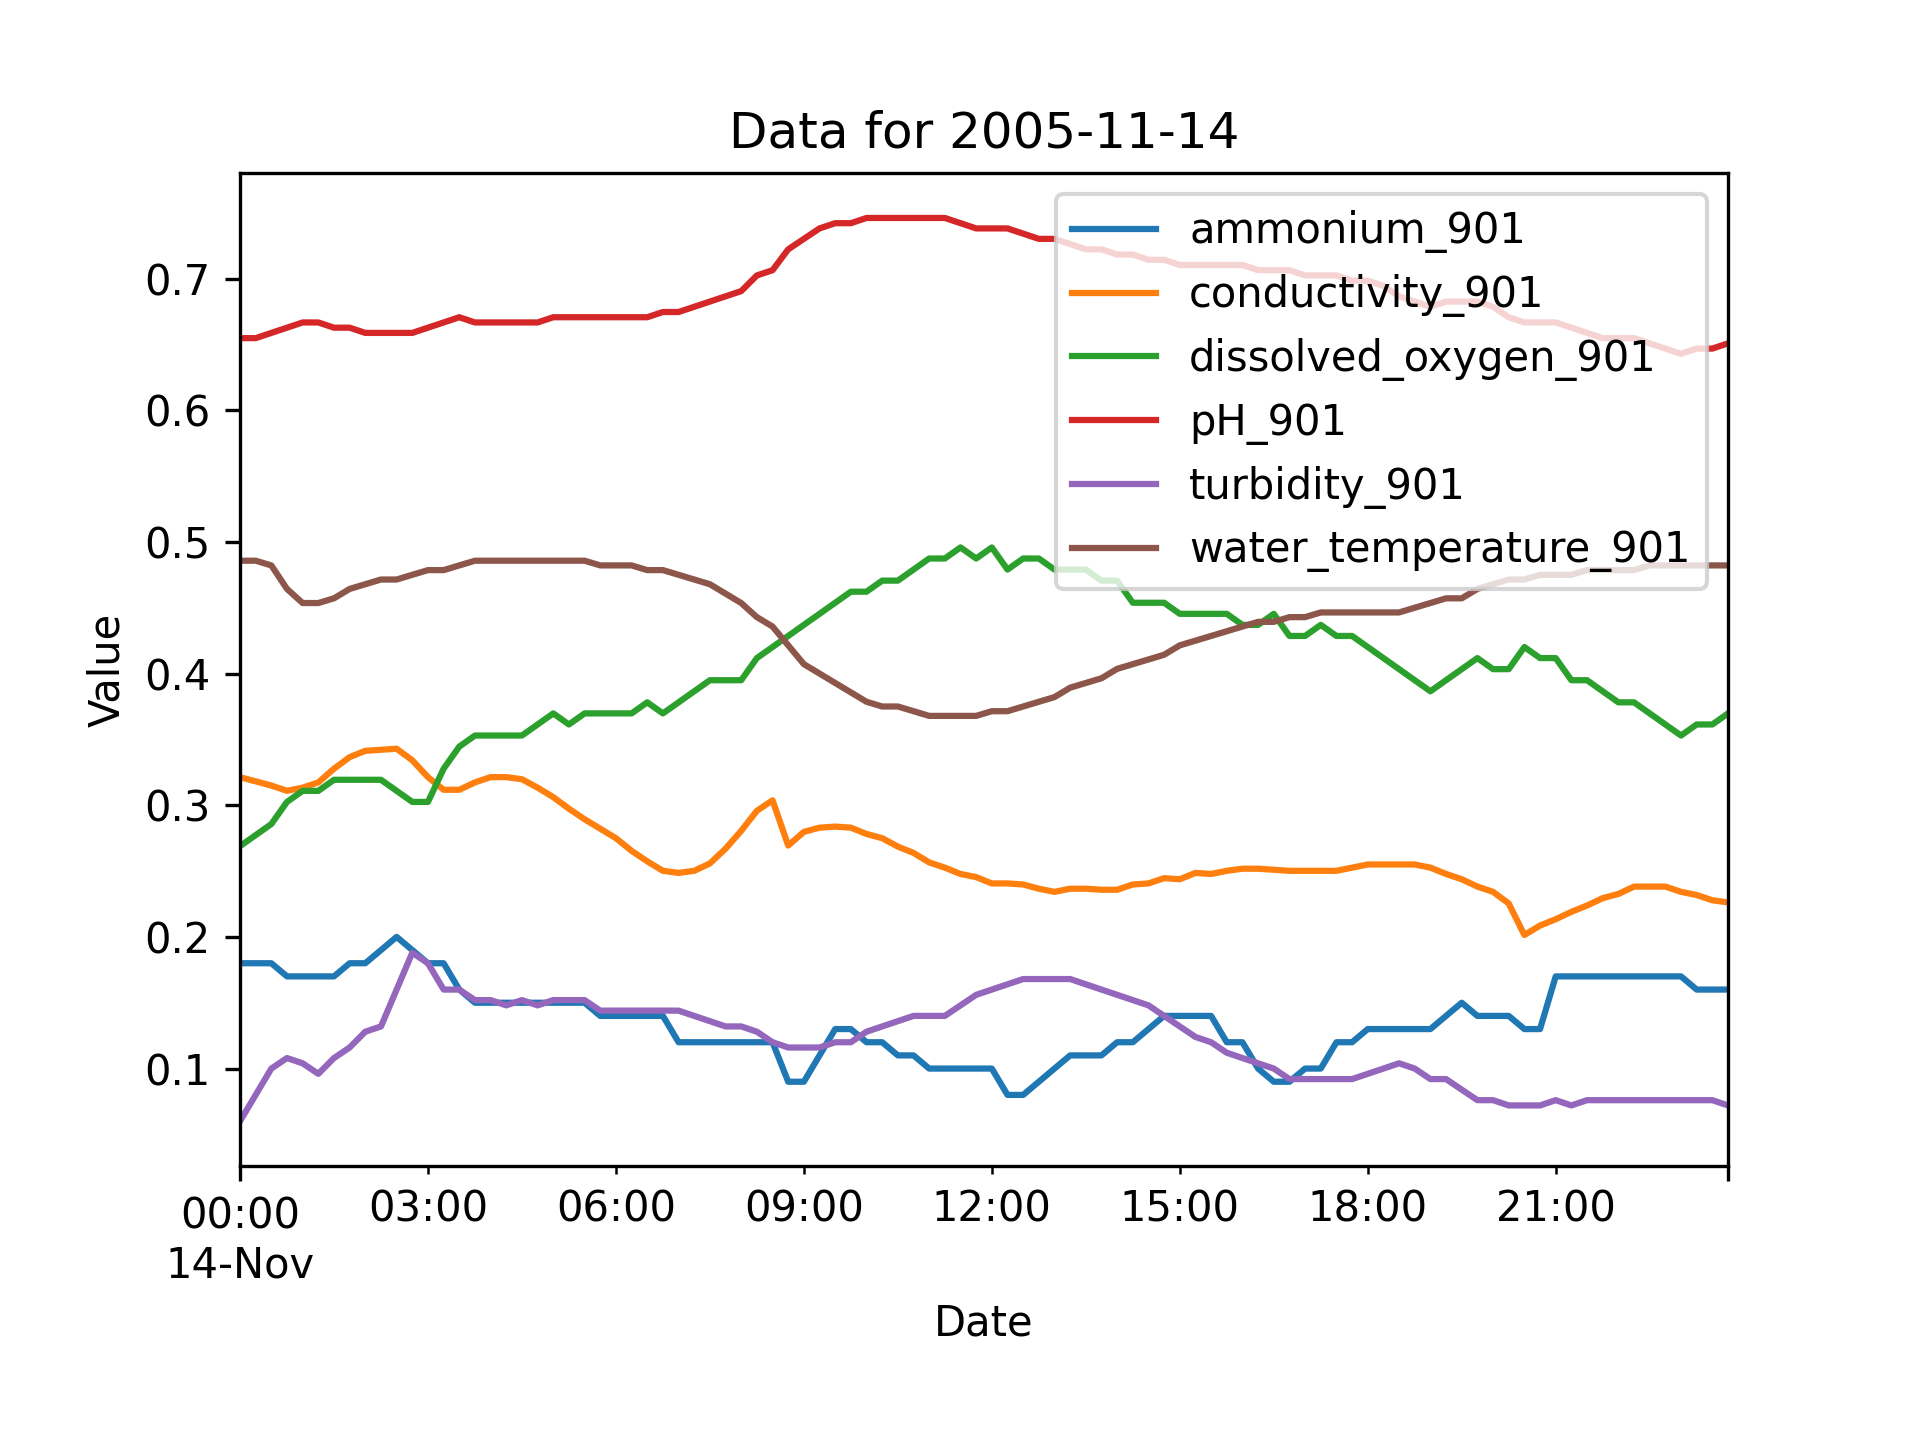 Data for 2005-11-14
ammonium_901
conductivity_901
dissolved_oxygen_901
pH_901
turbidity_901
water_temperature_901
Value
0.7
0.6
0.5
0.4
0.3
0.2
0.1
00:00 03:00 06:00 09:00 12:00 15:00 18:00 21:00
14-Nov
Date